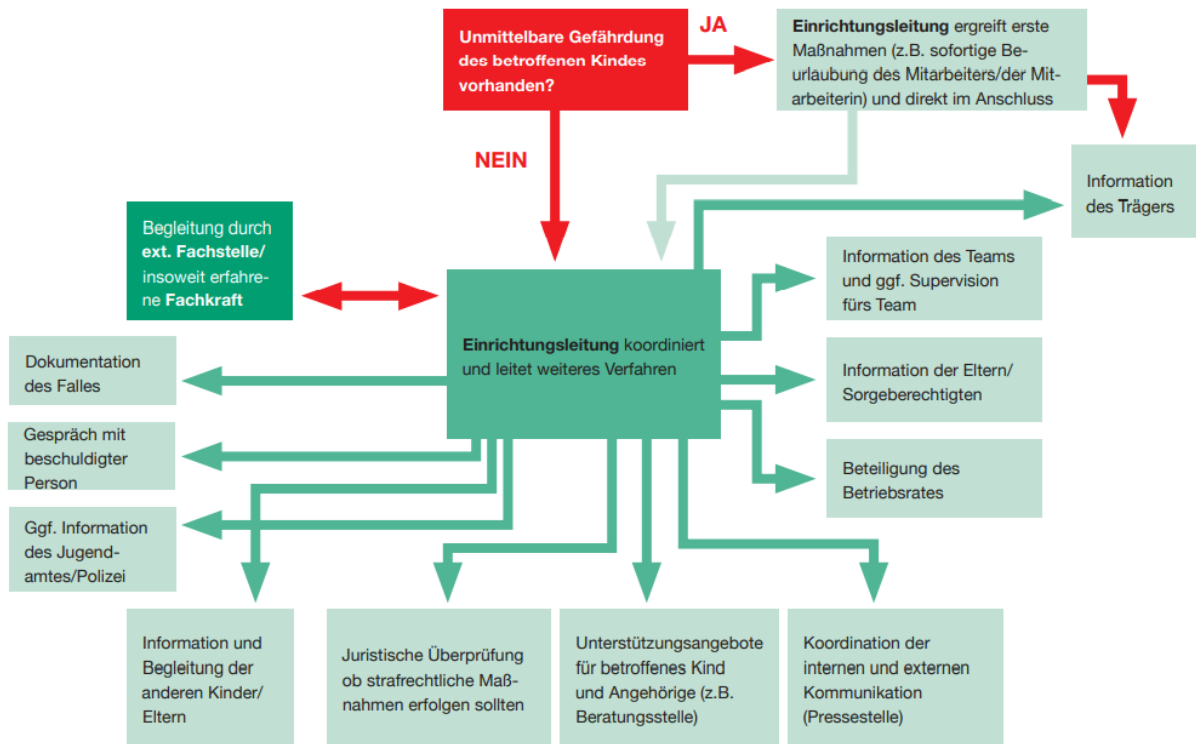 Unmittelbare Gefährdung
des betroffenen Kindes
vorhanden?
JA
Einrichtungsleitung ergreift erste
Maßnahmen (z.B. sofortige Be-
urlaubung des Mitarbeiters/der Mit-
arbeiterin) und direkt im Anschluss
NEIN
Information
des Trägers
Begleitung durch
ext. Fachstelle/
insoweit erfahre-
ne Fachkraft
Information des Teams
und ggf. Supervision
fürs Team
Einrichtungsleitung koordiniert
und leitet weiteres Verfahren
Dokumentation
des Falles
Information der Eltern/
Sorgeberechtigten
Gespräch mit
beschuldigter
Person
Beteiligung des
Betriebsrates
Ggf. Information
des Jugend-
amtes/Polizei
Information und
Begleitung der
anderen Kinder/
Eltern
Juristische Überprüfung
ob strafrechtliche Maß-
nahmen erfolgen sollten
Unterstützungsangebote
für betroffenes Kind
und Angehörige (z.B.
Beratungsstelle)
Koordination der
internen und externen
Kommunikation
(Pressestelle)